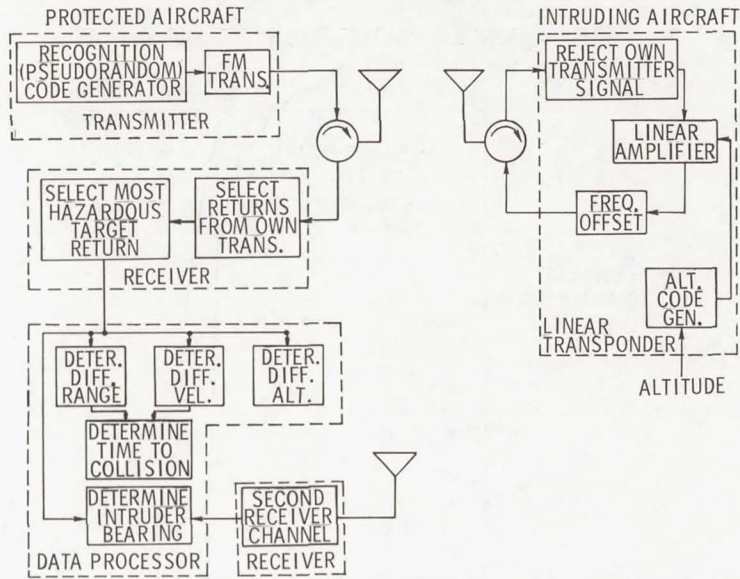 PROTECTED AIRCRAFT
RECOGNITION
(PSEUDORANDOM)
CODE GENERATOR
FM
TRANS.
TRANSMITTER
SELECT MOST
HAZARDOUS
TARGET
RETURN
SELECT
RETURNS
FROM OWN
TRANS.
RECEIVER
DETER.
DIFF.
RANGE
DETER.
DIFF.
VEL.
DETER.
DIFF.
ALT.
DETERMINE
TIME TO
COLLISION
DETERMINE
INTRUDER
BEARING
DATA PROCESSOR
SECOND
RECEIVER
CHANNEL
RECEIVER
INTRUDING AIRCRAFT
REJECT OWN
TRANSMITTER
SIGNAL
LINEAR
AMPLIFIER
FREQ.
OFFSET
ALT.
CODE
GEN.
LINEAR
TRANSPONDER
ALTITUDE